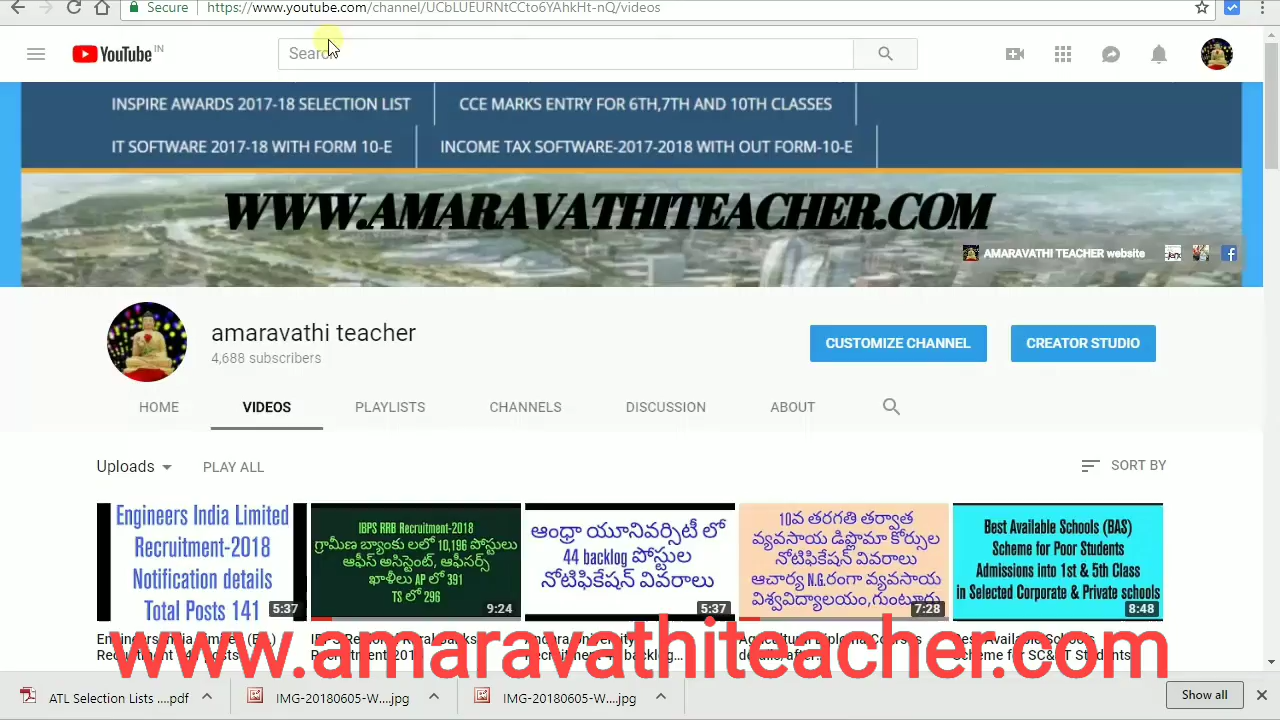 Secure
https://www.youtube.com/channel/UCbLUEURNtCCto6YAhkHt-nQ/videos
YouTube IN
Search
INSPIRE AWARDS 2017-18 SELECTION LIST
CCE MARKS ENTRY FOR 6TH,7TH AND 10TH CLASSES
IT SOFTWARE 2017-18 WITH FORM 10-E
INCOME TAX SOFTWARE-2017-2018 WITH OUT FORM-10-E
WWW.AMARAVATHITEACHER.COM
AMARAVATHI TEACHER website
amaravathi teacher
4,688 subscribers
CUSTOMIZE CHANNEL
CREATOR STUDIO
HOME
VIDEOS
PLAYLISTS
CHANNELS
DISCUSSION
ABOUT
Uploads
PLAY ALL
SORT BY
Engineers India Limited
Recruitment-2018
Notification details
Total Posts 141
5:37
IBPS RRB Recruitment-2018
గ్రామీణ బ్యాంకు లలో 10,196 పోస్టులు
ఆఫీస్ అసిస్టెంట్, ఆఫీసర్స్
ఖాళీలు AP లో 391
TS లో 296
9:24
ఆంధ్రా యూనివర్సిటీ లో
44 backlog పోస్టుల
నోటిఫికేషన్ వివరాలు
5:37
10వ తరగతి తర్వాత
వ్యవసాయ డిప్లొమా కోర్సుల
నోటిఫికేషన్ వివరాలు
ఆచార్య N.G.రంగా వ్యవసాయ
విశ్వవిద్యాలయం,గుంటూరు
7:28
Best Available Schools (BAS)
Scheme for Poor Students
Admissions into 1st & 5th Class
in Selected Corporate & Private schools
8:48
www.amaravathiteacher.com
ATL Selection Lists ....pdf
IMG-20180605-W....jpg
IMG-20180605-W....jpg
Show all